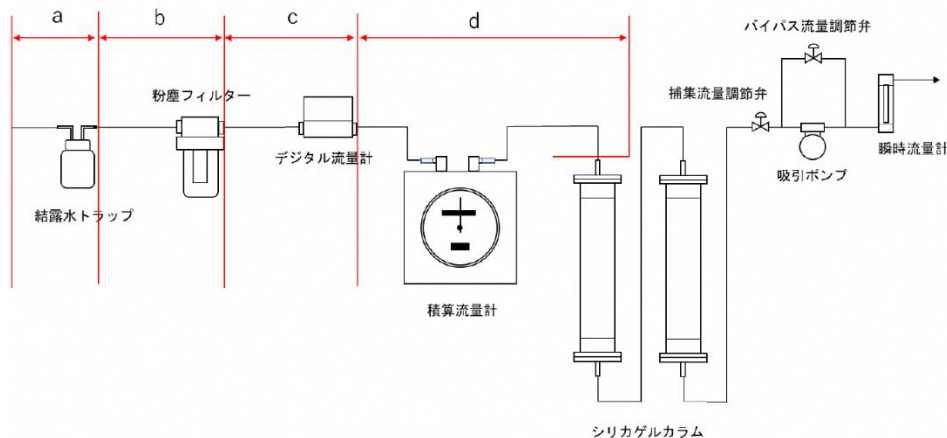 a
b
c
d
バイパス流量調節弁
粉塵フィルター
捕集流量調節弁
デジタル流量計
瞬時流量計
吸引ポンプ
結露水トラップ
積算流量計
シリカゲルカラム